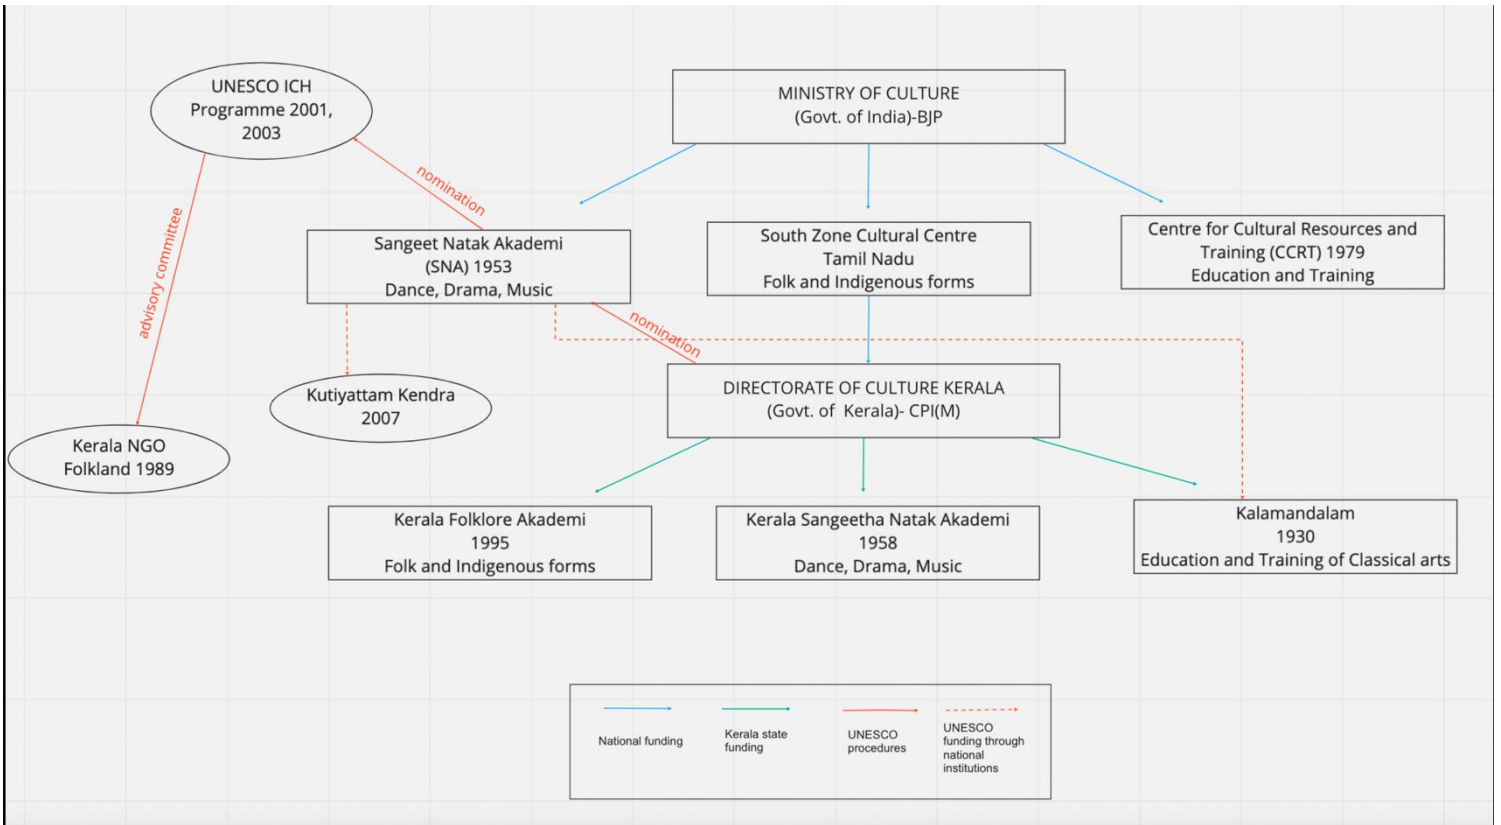 UNESCO ICH
Programme 2001,
2003
MINISTRY OF CULTURE
(Govt. of India)-BJP
nomination
advisory committee
Sangeet Natak Akademi
(SNA) 1953
Dance, Drama, Music
South Zone Cultural Centre
Tamil Nadu
Folk and Indigenous forms
Centre for Cultural Resources and
Training (CCRT) 1979
Education and Training
nomination
Kutiyattam Kendra
2007
DIRECTORATE OF CULTURE KERALA
(Govt. of Kerala)- CPI(M)
Kerala NGO
Folkland 1989
Kerala Folklore Akademi
1995
Folk and Indigenous forms
Kerala Sangeetha Natak Akademi
1958
Dance, Drama, Music
Kalamandalam
1930
Education and Training of Classical arts
National funding
Kerala state
funding
UNESCO
procedures
UNESCO
funding through
national
institutions